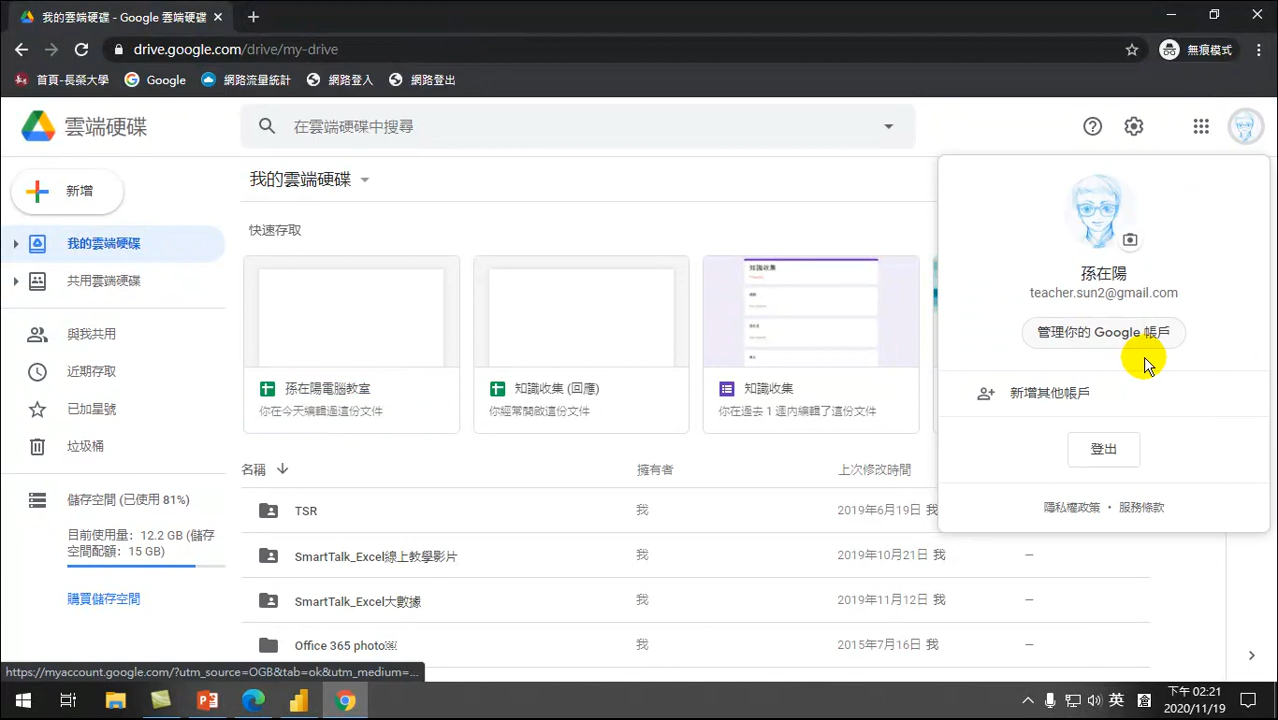 我的雲端硬碟 - Google 雲端硬碟
drive.google.com/drive/my-drive
無痕模式
首頁-長榮大學
Google
網路流量統計
網路登入
網路登出
雲端硬碟
在雲端硬碟中搜尋
新增
我的雲端硬碟
共用雲端硬碟
與我共用
近期存取
已加星號
垃圾桶
儲存空間 (已使用 81%)
目前使用量：12.2 GB (儲存
空間配額：15 GB)
購買儲存空間
我的雲端硬碟
快速存取
孫在陽電腦教室
你在今天編輯過這份文件
知識收集 (回應)
你經常開啟這份文件
知識收集
知識收集
你在過去 1 週內編輯了這份文件
名稱
擁有者
上次修改時間
TSR
我
2019年6月19日 我
SmartTalk_Excel線上教學影片
我
2019年10月21日 我
—
SmartTalk_Excel大數據
我
2019年11月12日 我
—
Office 365 photo
我
2015年7月16日 我
—
孫在陽
teacher.sun2@gmail.com
管理你的 Google 帳戶
新增其他帳戶
登出
隱私權政策 • 服務條款
https://myaccount.google.com/?utm_source=OGB&tab=ok&utm_medium=...
英
下午 02:21
2020/11/19